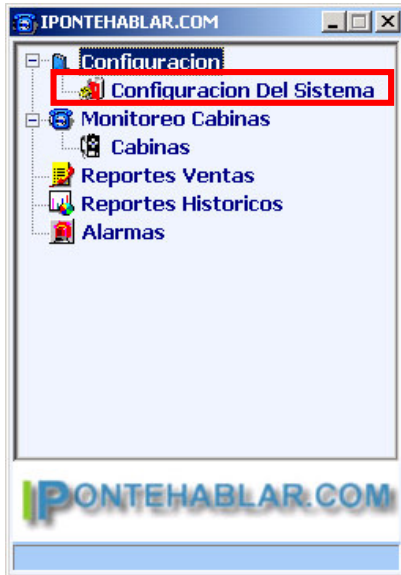 IPONTEHABLAR.COM
Configuracion
Configuracion Del Sistema
Monitoreo Cabinas
Cabinas
Reportes Ventas
Reportes Historicos
Alarmas
IPONTEHABLAR.COM